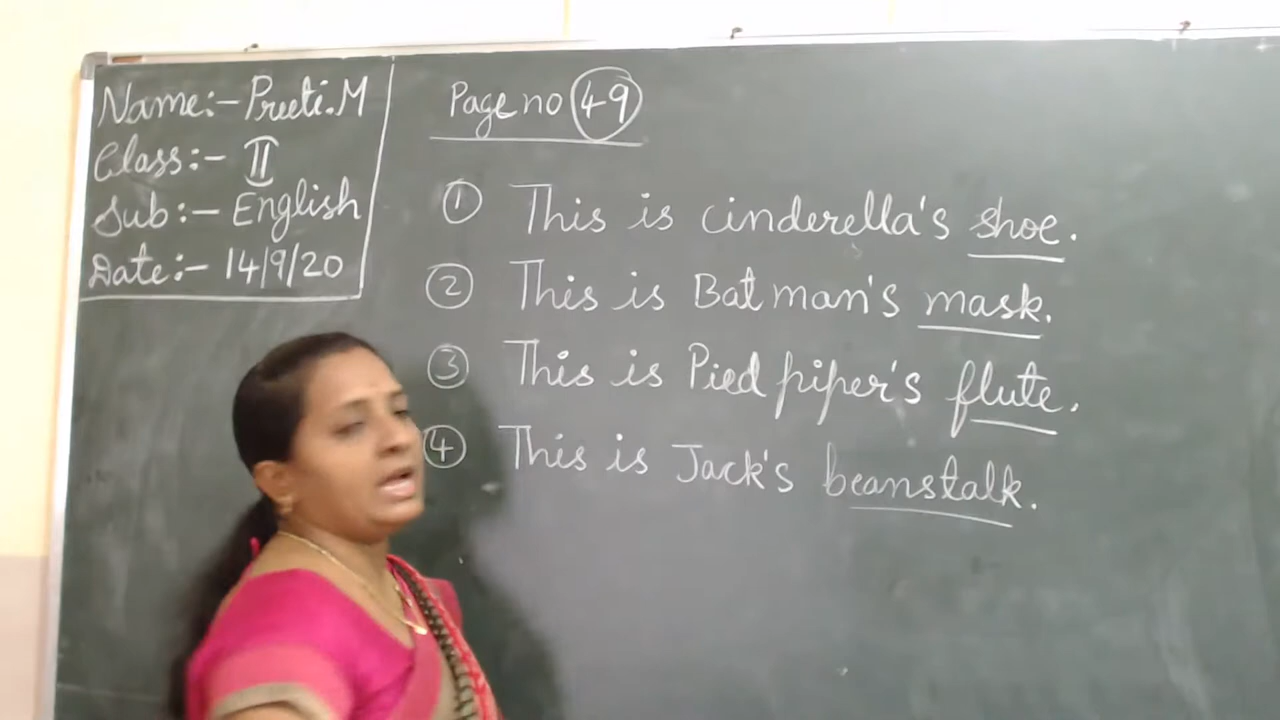 Name:- Preeti.M
Class:- II
Sub:- English
Date:- 14/9/20
Page no 49
1 This is cinderella's shoe.
2 This is Batman's mask.
3 This is Pied piper's flute.
4 This is Jack's beanstalk.